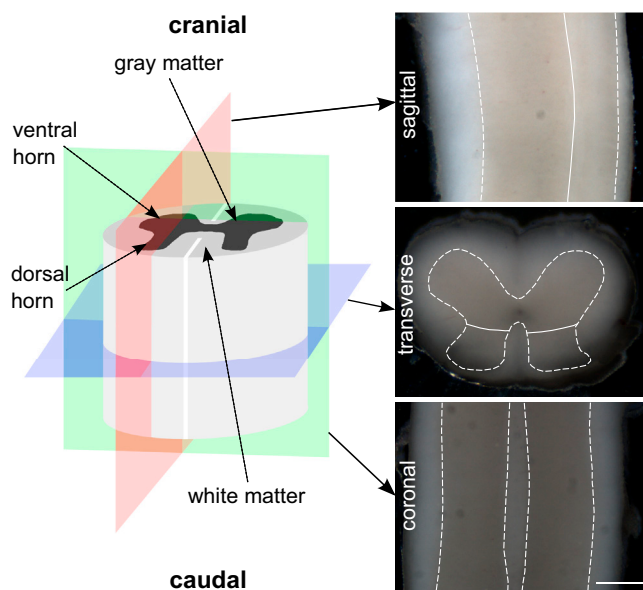 cranial
gray matter
ventral
horn
dorsal
horn
white matter
caudal
sagittal
transverse
coronal